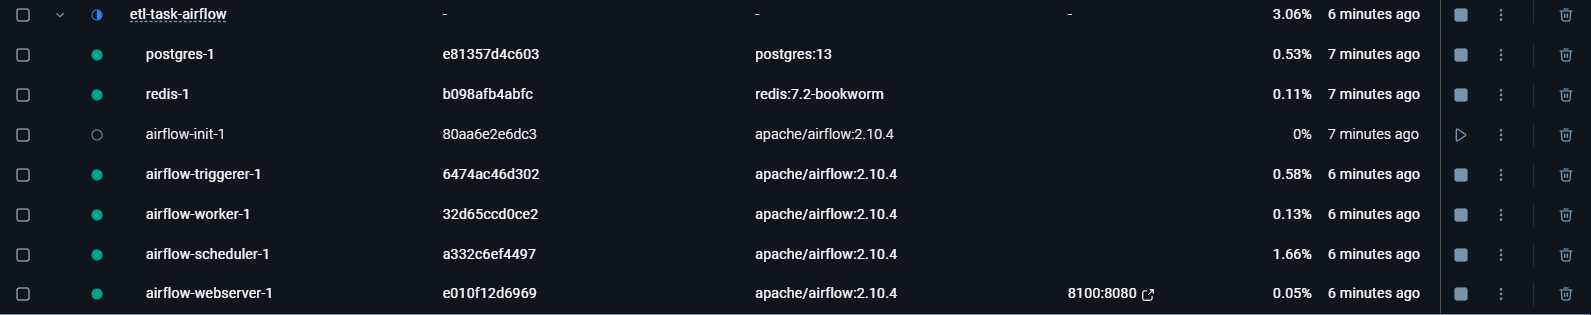 etl-task-airflow - - - 3.06% 6 minutes ago
postgres-1 e81357d4c603 postgres:13 0.53% 7 minutes ago
redis-1 b098afb4abfc redis:7.2-bookworm 0.11% 7 minutes ago
airflow-init-1 80aa6e2e6dc3 apache/airflow:2.10.4 0% 7 minutes ago
airflow-triggerer-1 6474ac46d302 apache/airflow:2.10.4 0.58% 6 minutes ago
airflow-worker-1 32d65ccd0ce2 apache/airflow:2.10.4 0.13% 6 minutes ago
airflow-scheduler-1 a332c6ef4497 apache/airflow:2.10.4 1.66% 6 minutes ago
airflow-webserver-1 e010f12d6969 apache/airflow:2.10.4 8100:8080 0.05% 6 minutes ago